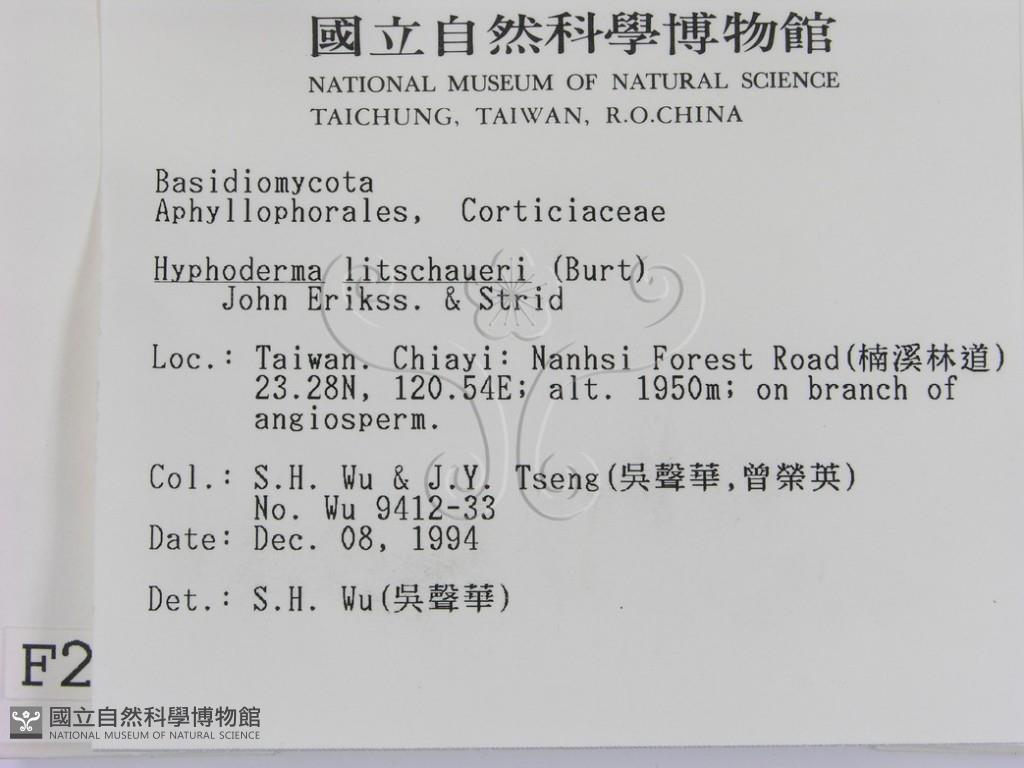 國立自然科學博物館
NATIONAL MUSEUM OF NATURAL SCIENCE
TAICHUNG, TAIWAN, R.O.CHINA
Basidiomycota
Aphyllophorales, Corticiaceae
Hyphoderma litschaueri (Burt)
John Erikss. & Strid
Loc.: Taiwan. Chiayi: Nanhsi Forest Road(楠溪林道)
23.28N, 120.54E; alt. 1950m; on branch of
angiosperm.
Col.: S.H. Wu & J.Y. Tseng(吳聲華,曾榮英)
No. Wu 9412-33
Date: Dec. 08, 1994
Det.: S.H. Wu(吳聲華)
F2
國立自然科學博物館
NATIONAL MUSEUM OF NATURAL SCIENCE